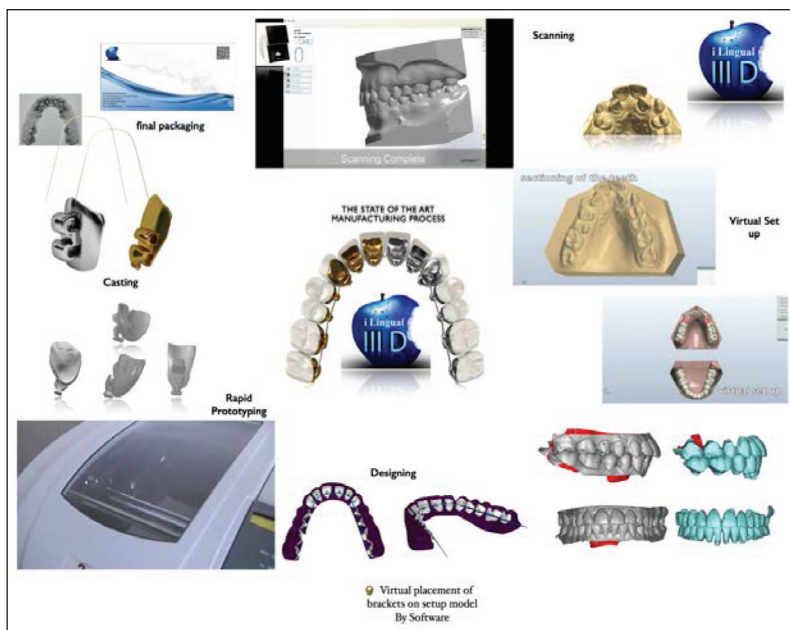 Scanning
i Lingual
III D
final packaging
Scanning Complete
sectioning of the teeth
Virtual Set
up
THE STATE OF THE ART
MANUFACTURING PROCESS
i Lingual
III D
Casting
virtual set up
Rapid
Prototyping
Designing
Virtual placement of
brackets on setup model
By Software